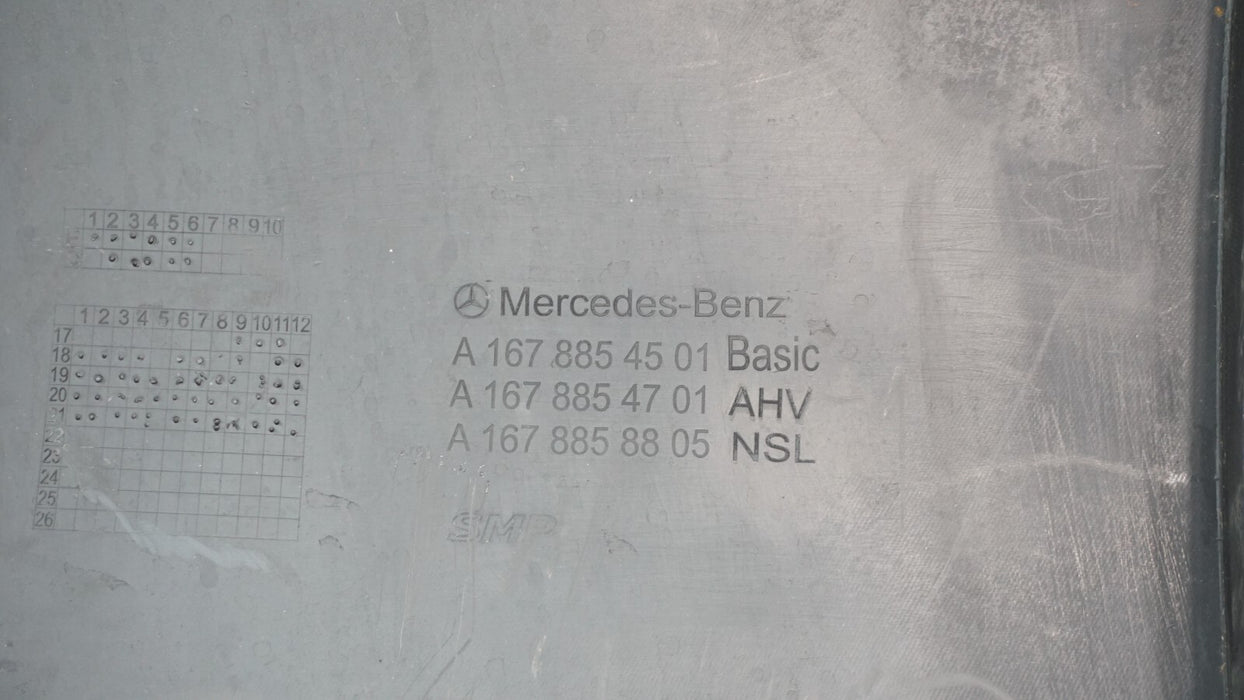 1 2 3 4 5 6 7 8 9 10
1 2 3 4 5 6 7 8 9 10 11 12
17
18
19
20
21
22
23
24
25
26
Mercedes-Benz
A 167 885 45 01 Basic
A 167 885 47 01 AHV
A 167 885 88 05 NSL
SMP